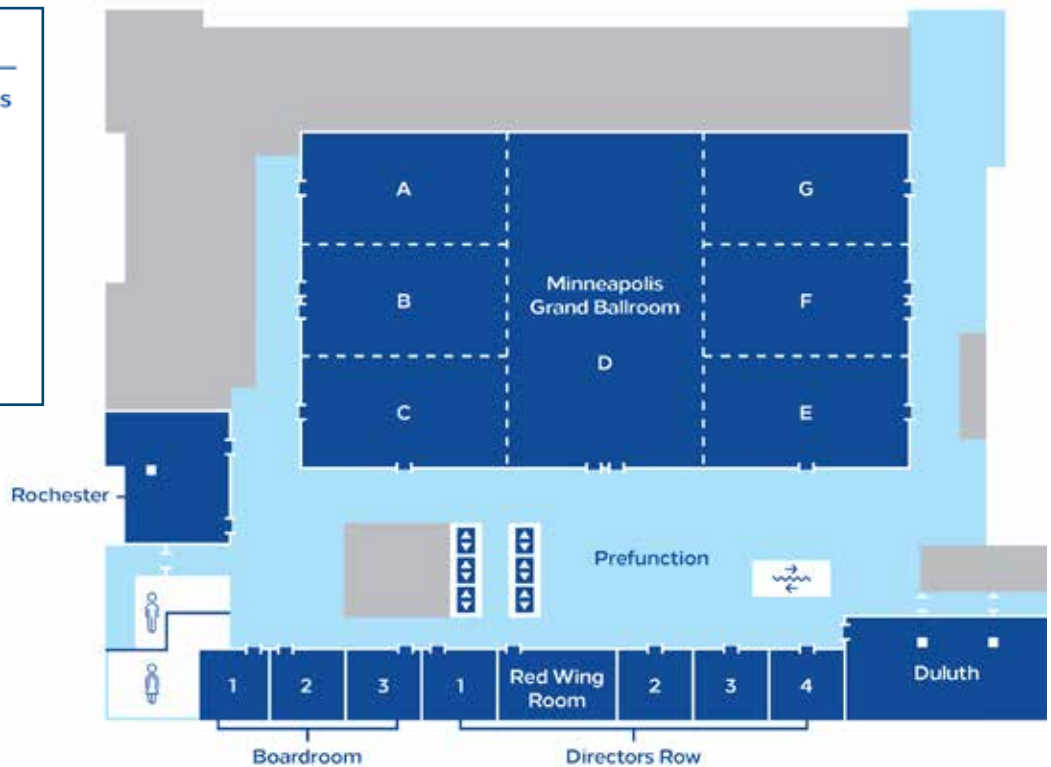 s
A
G
Minneapolis
Grand Ballroom
B
F
D
C
E
Rochester
Prefunction
1
2
3
1
Red Wing
Room
2
3
4
Duluth
Boardroom
Directors Row